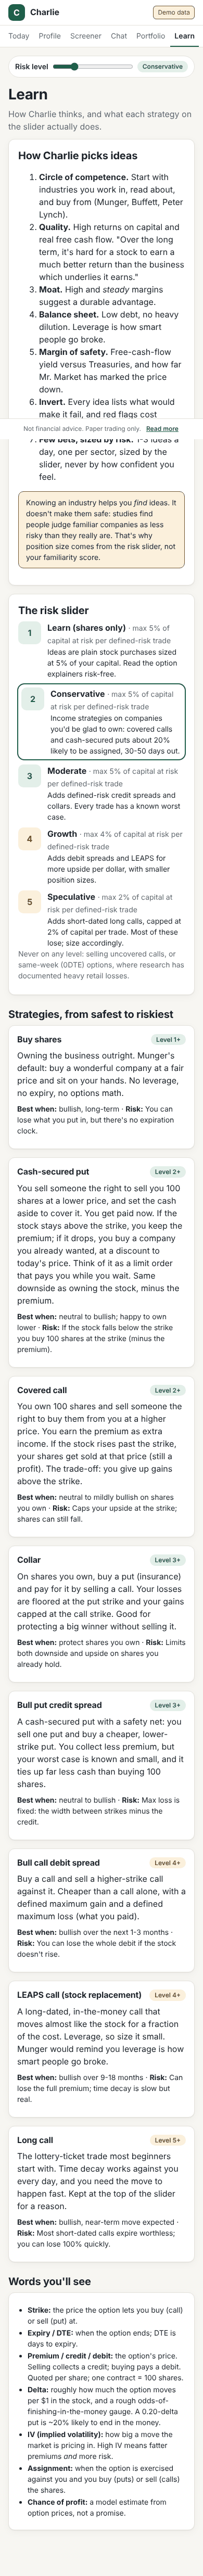 C Charlie Demo data
Today Profile Screener Chat Portfolio Learn
Risk level Conservative
Learn
How Charlie thinks, and what each strategy on
the slider actually does.
How Charlie picks ideas
1. Circle of competence. Start with
industries you work in, read about,
and buy from (Munger, Buffett, Peter
Lynch).
2. Quality. High returns on capital and
real free cash flow. "Over the long
term, it's hard for a stock to earn a
much better return than the business
which underlies it earns."
3. Moat. High and steady margins
suggest a durable advantage.
4. Balance sheet. Low debt, no heavy
dilution. Leverage is how smart
people go broke.
5. Margin of safety. Free-cash-flow
yield versus Treasuries, and how far
Mr. Market has marked the price
down.
6. Invert. Every idea lists what would
make it fail, and red flags cost
Not financial advice. Paper trading only. Read more
7. Few bets, sized by risk. 1-3 ideas a
day, one per sector, sized by the
slider, never by how confident you
feel.
Knowing an industry helps you find ideas. It
doesn't make them safe: studies find
people judge familiar companies as less
risky than they really are. That's why
position size comes from the risk slider, not
your familiarity score.
The risk slider
1 Learn (shares only) · max 5% of
capital at risk per defined-risk trade
Ideas are plain stock purchases sized
at 5% of your capital. Read the option
explainers risk-free.
2 Conservative · max 5% of capital
at risk per defined-risk trade
Income strategies on companies
you'd be glad to own: covered calls
and cash-secured puts about 20%
likely to be assigned, 30-50 days out.
3 Moderate · max 5% of capital at risk
per defined-risk trade
Adds defined-risk credit spreads and
collars. Every trade has a known worst
case.
4 Growth · max 4% of capital at risk per
defined-risk trade
Adds debit spreads and LEAPS for
more upside per dollar, with smaller
position sizes.
5 Speculative · max 2% of capital at
risk per defined-risk trade
Adds short-dated long calls, capped at
2% of capital per trade. Most of these
lose; size accordingly.
Never on any level: selling uncovered calls, or
same-week (0DTE) options, where research has
documented heavy retail losses.
Strategies, from safest to riskiest
Buy shares Level 1+
Owning the business outright. Munger's
default: buy a wonderful company at a fair
price and sit on your hands. No leverage,
no expiry, no options math.
Best when: bullish, long-term · Risk: You can
lose what you put in, but there's no expiration
clock.
Cash-secured put Level 2+
You sell someone the right to sell you 100
shares at a lower price, and set the cash
aside to cover it. You get paid now. If the
stock stays above the strike, you keep the
premium; if it drops, you buy a company
you already wanted, at a discount to
today's price. Think of it as a limit order
that pays you while you wait. Same
downside as owning the stock, minus the
premium.
Best when: neutral to bullish; happy to own
lower · Risk: If the stock falls below the strike
you buy 100 shares at the strike (minus the
premium).
Covered call Level 2+
You own 100 shares and sell someone the
right to buy them from you at a higher
price. You earn the premium as extra
income. If the stock rises past the strike,
your shares get sold at that price (still a
profit). The trade-off: you give up gains
above the strike.
Best when: neutral to mildly bullish on shares
you own · Risk: Caps your upside at the strike;
shares can still fall.
Collar Level 3+
On shares you own, buy a put (insurance)
and pay for it by selling a call. Your losses
are floored at the put strike and your gains
capped at the call strike. Good for
protecting a big winner without selling it.
Best when: protect shares you own · Risk: Limits
both downside and upside on shares you
already hold.
Bull put credit spread Level 3+
A cash-secured put with a safety net: you
sell one put and buy a cheaper, lower-
strike put. You collect less premium, but
your worst case is known and small, and it
ties up far less cash than buying 100
shares.
Best when: neutral to bullish · Risk: Max loss is
fixed: the width between strikes minus the
credit.
Bull call debit spread Level 4+
Buy a call and sell a higher-strike call
against it. Cheaper than a call alone, with a
defined maximum gain and a defined
maximum loss (what you paid).
Best when: bullish over the next 1-3 months ·
Risk: You can lose the whole debit if the stock
doesn't rise.
LEAPS call (stock replacement) Level 4+
A long-dated, in-the-money call that
moves almost like the stock for a fraction
of the cost. Leverage, so size it small.
Munger would remind you leverage is how
smart people go broke.
Best when: bullish over 9-18 months · Risk: Can
lose the full premium; time decay is slow but
real.
Long call Level 5+
The lottery-ticket trade most beginners
start with. Time decay works against you
every day, and you need the move to
happen fast. Kept at the top of the slider
for a reason.
Best when: bullish, near-term move expected ·
Risk: Most short-dated calls expire worthless;
you can lose 100% quickly.
Words you'll see
• Strike: the price the option lets you buy (call)
or sell (put) at.
• Expiry / DTE: when the option ends; DTE is
days to expiry.
• Premium / credit / debit: the option's price.
Selling collects a credit; buying pays a debit.
Quoted per share; one contract = 100 shares.
• Delta: roughly how much the option moves
per $1 in the stock, and a rough odds-of-
finishing-in-the-money gauge. A 0.20-delta
put is ~20% likely to end in the money.
• IV (implied volatility): how big a move the
market is pricing in. High IV means fatter
premiums and more risk.
• Assignment: when the option is exercised
against you and you buy (puts) or sell (calls)
the shares.
• Chance of profit: a model estimate from
option prices, not a promise.